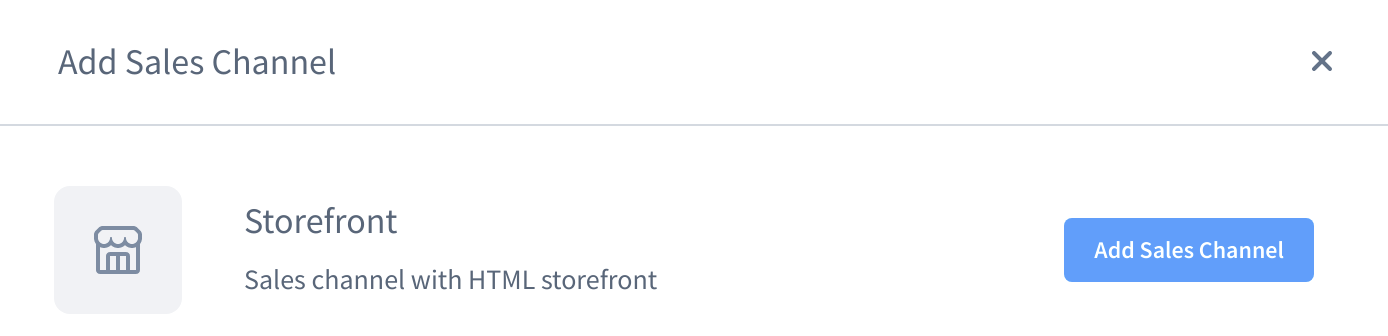 Add Sales Channel
Storefront
Sales channel with HTML storefront
Add Sales Channel